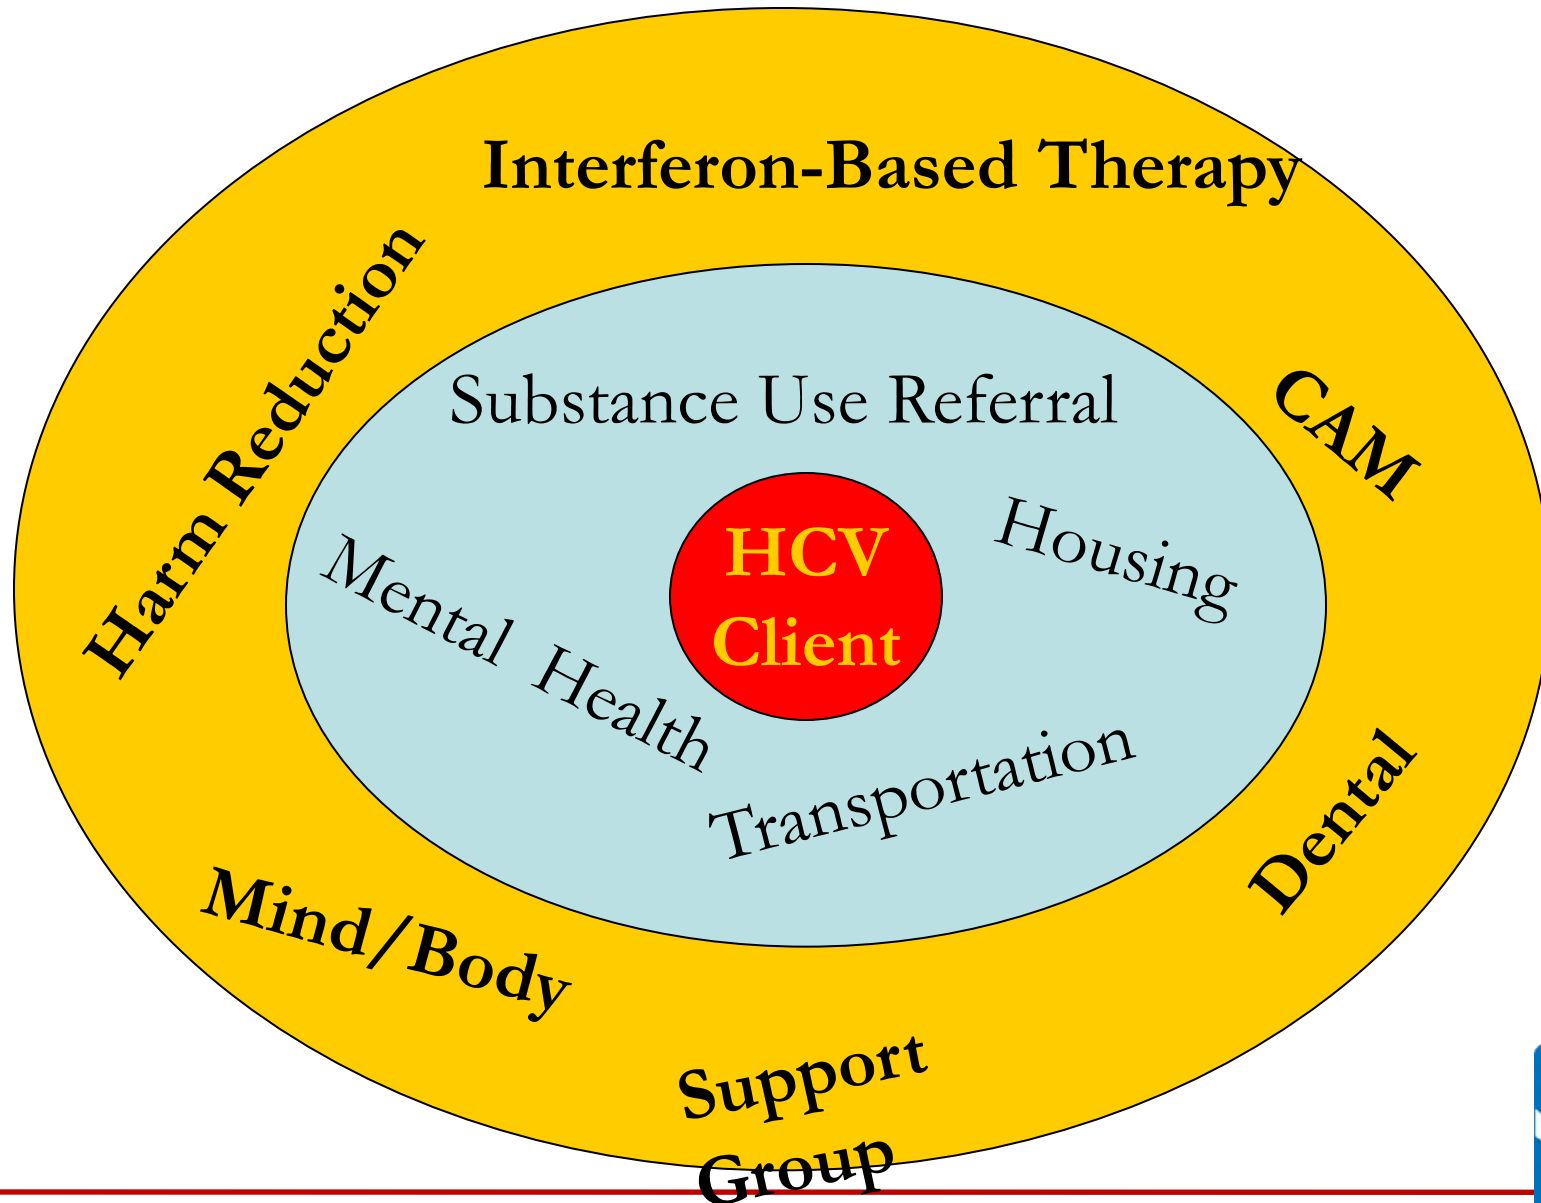 Interferon-Based Therapy
Harm Reduction
CAM
Substance Use Referral
Housing
HCV
Client
Mental Health
Transportation
Dental
Mind/Body
Support
Group